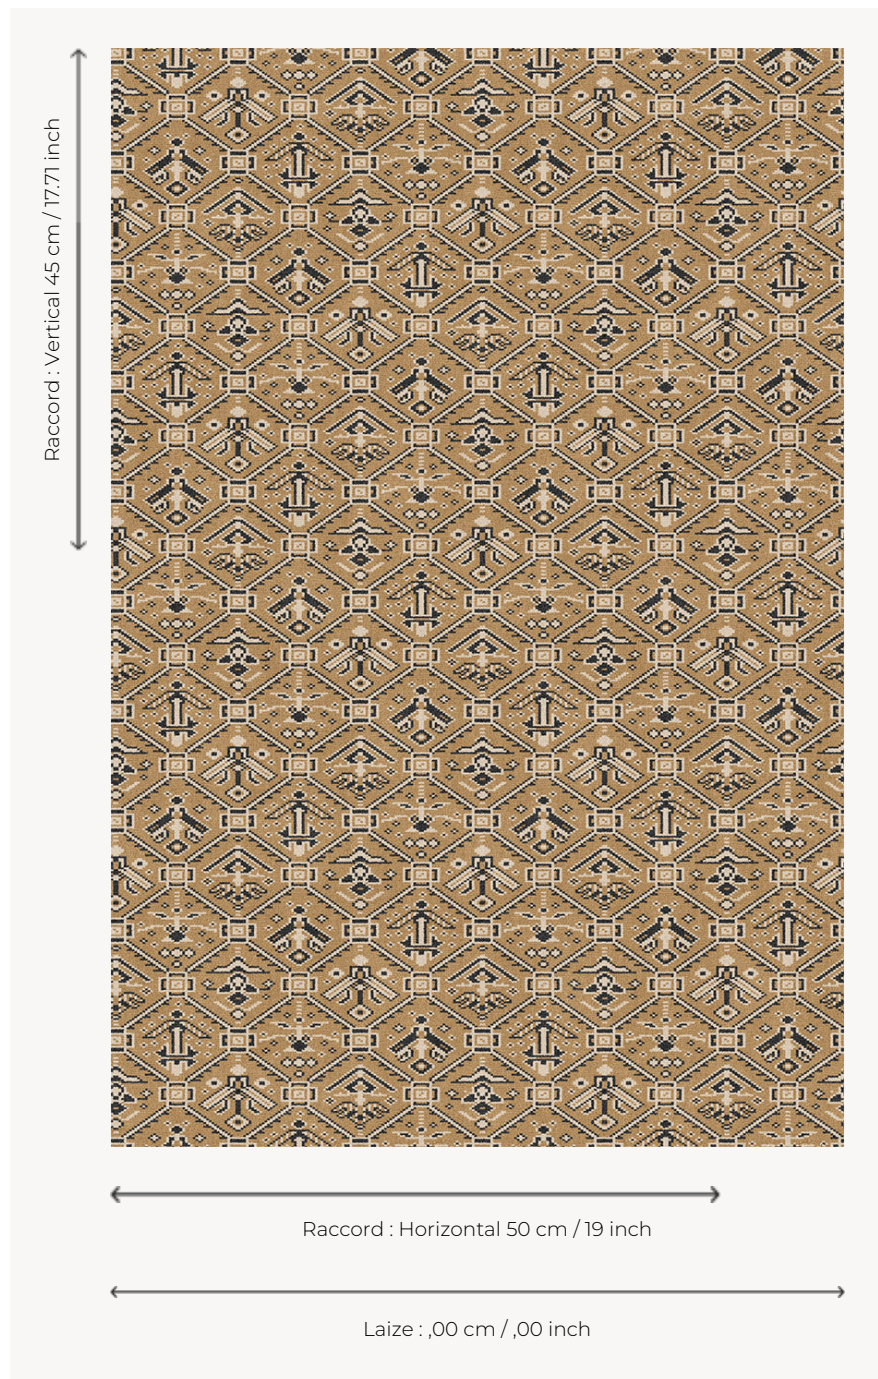 Raccord : Vertical 45 cm / 17.71 inch
Raccord : Horizontal 50 cm / 19 inch
Laize : ,00 cm / ,00 inch